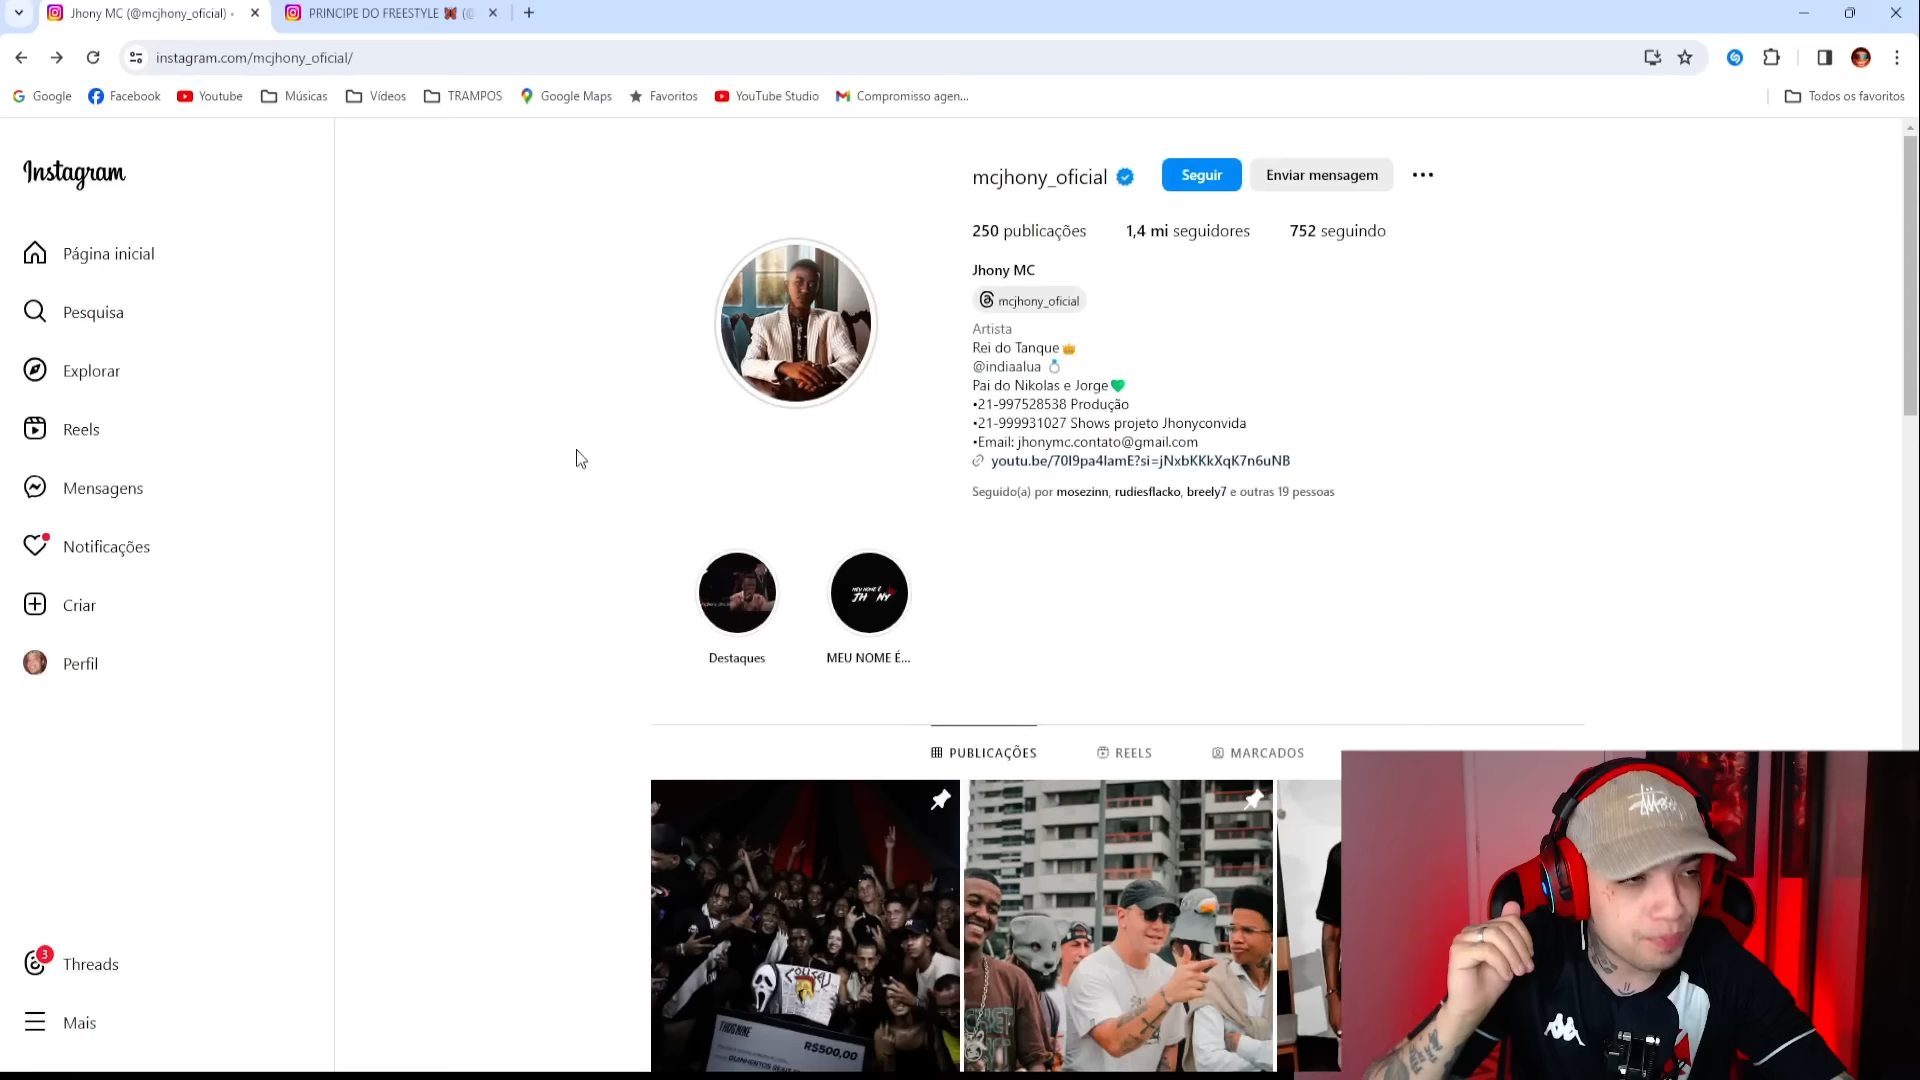 Jhony MC (@mcjhony_oficial) •
PRINCIPE DO FREESTYLE
instagram.com/mcjhony_oficial/
Google
Facebook
Youtube
Músicas
Vídeos
TRAMPOS
Google Maps
Favoritos
YouTube Studio
Compromisso agen...
Todos os favoritos
Instagram
Página inicial
Pesquisa
Explorar
Reels
Mensagens
Notificações
Criar
Perfil
3
Threads
Mais
mcjhony_oficial
Seguir
Enviar mensagem
250 publicações
1,4 mi seguidores
752 seguindo
Jhony MC
mcjhony_oficial
Artista
Rei do Tanque👑
@indiaalua 💍
Pai do Nikolas e Jorge💚
•21-997528538 Produção
•21-999931027 Shows projeto Jhonyconvida
•Email: jhonymc.contato@gmail.com
youtu.be/70I9pa4IamE?si=jNxbKKkXqK7n6uNB
Seguido(a) por mosezinn, rudiesflacko, breely7 e outras 19 pessoas
Destaques
MEU NOME É...
MEU NOME É
PUBLICAÇÕES
REELS
MARCADOS
R$500,00